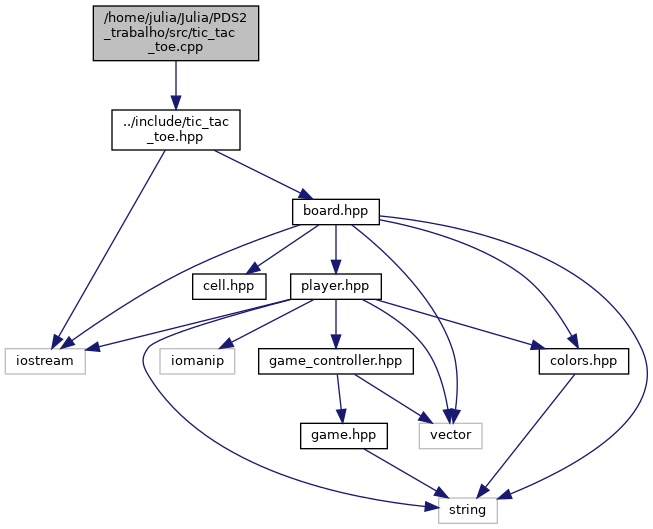 /home/julia/Julia/PDS2
_trabalho/src/tic_tac
_toe.cpp
../include/tic_tac
_toe.hpp
board.hpp
cell.hpp
player.hpp
iostream
iomanip
game_controller.hpp
colors.hpp
game.hpp
vector
string